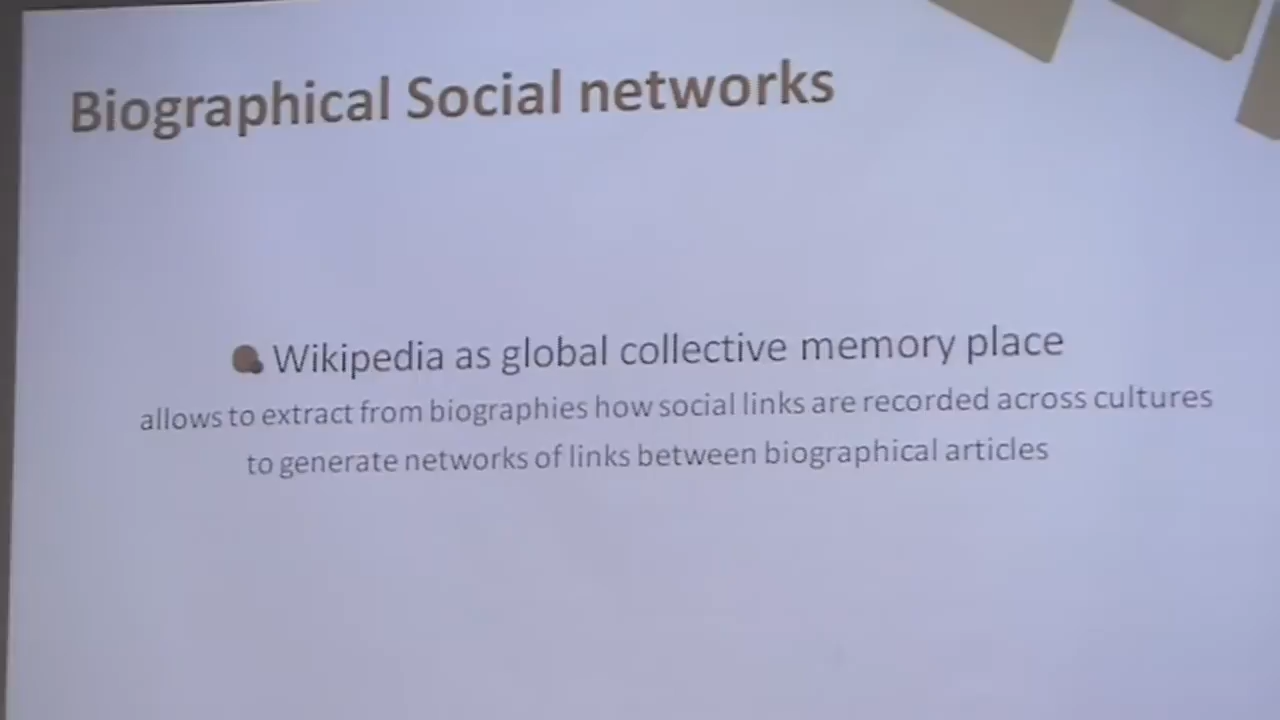 Biographical Social networks
Wikipedia as global collective memory place
allows to extract from biographies how social links are recorded across cultures
to generate networks of links between biographical articles